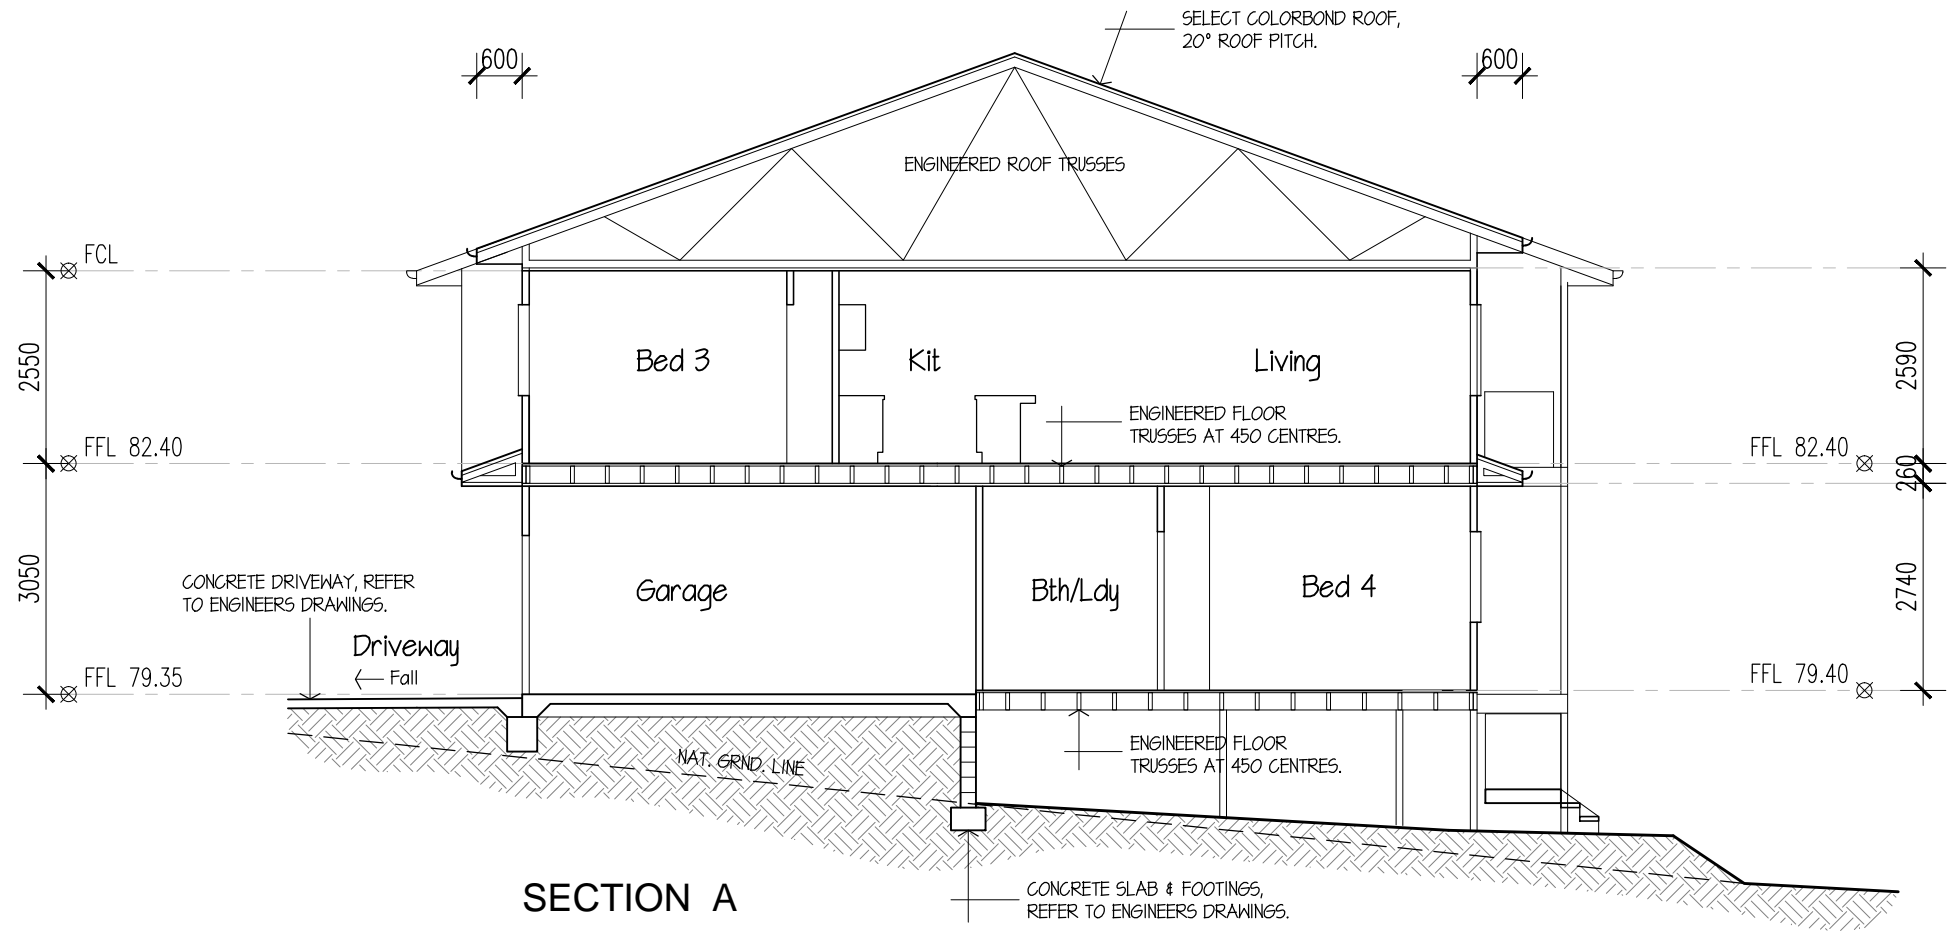 SELECT COLORBOND ROOF,
20° ROOF PITCH.
600
600
ENGINEERED ROOF TRUSSES
FCL
2550
Bed 3
Kit
Living
2590
ENGINEERED FLOOR
TRUSSES AT 450 CENTRES.
FFL 82.40
FFL 82.40
260
3050
CONCRETE DRIVEWAY, REFER
TO ENGINEERS DRAWINGS.
Garage
Bth/Ldy
Bed 4
2740
Driveway
Fall
FFL 79.35
FFL 79.40
NAT. GRND. LINE
ENGINEERED FLOOR
TRUSSES AT 450 CENTRES.
SECTION A
CONCRETE SLAB & FOOTINGS,
REFER TO ENGINEERS DRAWINGS.